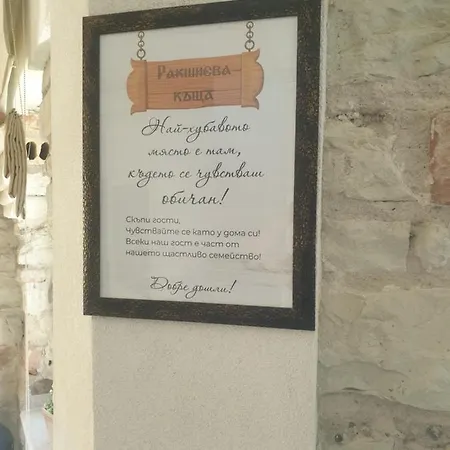 Ракшиева
къща
Най-хубавото
място е там,
където се чувстваш
обичан!
Скъпи гости,
Чувствайте се като у дома си!
Всеки наш гост е част от
нашето щастливо семейство!
Добре дошли!